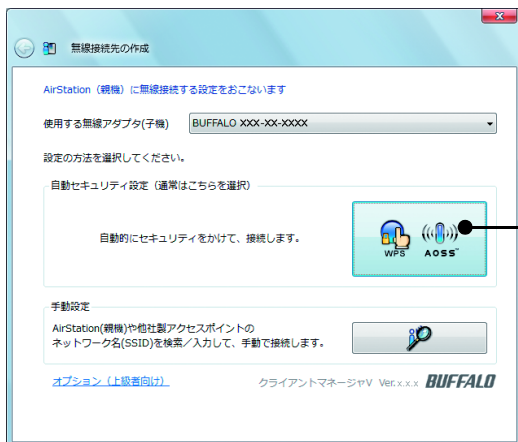 無線接続先の作成
AirStation（親機）に無線接続する設定をおこないます
使用する無線アダプタ(子機) BUFFALO XXX-XX-XXXX
設定の方法を選択してください。
自動セキュリティ設定（通常はこちらを選択）
自動的にセキュリティをかけて、接続します。
WPS AOSS™
手動設定
AirStation(親機)や他社製アクセスポイントの
ネットワーク名(SSID)を検索／入力して、手動で接続します。
オプション（上級者向け） クライアントマネージャV Ver.x.x.x BUFFALO